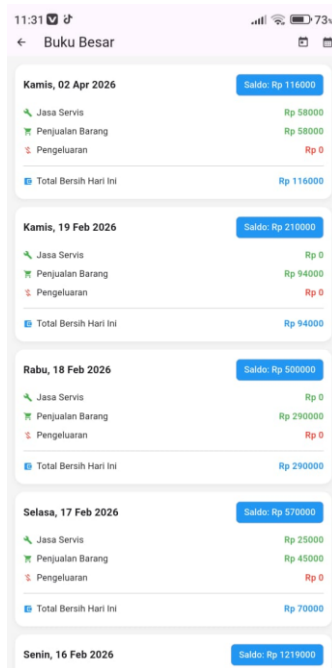 11:31
73%
Buku Besar
Kamis, 02 Apr 2026 Saldo: Rp 116000
Jasa Servis Rp 58000
Penjualan Barang Rp 58000
Pengeluaran Rp 0
Total Bersih Hari Ini Rp 116000
Kamis, 19 Feb 2026 Saldo: Rp 210000
Jasa Servis Rp 0
Penjualan Barang Rp 94000
Pengeluaran Rp 0
Total Bersih Hari Ini Rp 94000
Rabu, 18 Feb 2026 Saldo: Rp 500000
Jasa Servis Rp 0
Penjualan Barang Rp 290000
Pengeluaran Rp 0
Total Bersih Hari Ini Rp 290000
Selasa, 17 Feb 2026 Saldo: Rp 570000
Jasa Servis Rp 25000
Penjualan Barang Rp 45000
Pengeluaran Rp 0
Total Bersih Hari Ini Rp 70000
Senin, 16 Feb 2026 Saldo: Rp 1219000